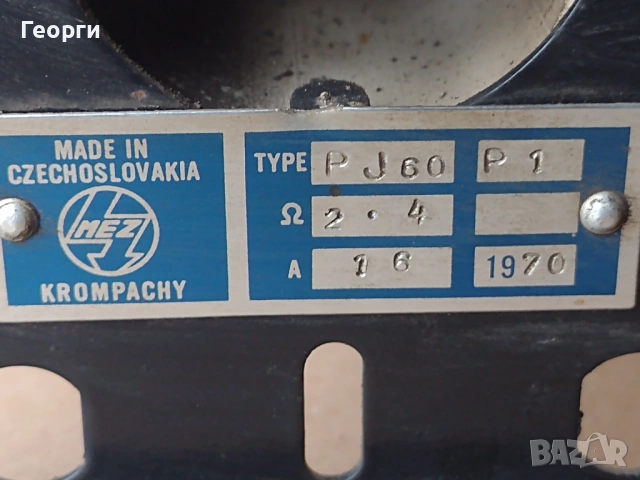 Георги
MADE IN
CZECHOSLOVAKIA
MEZ
KROMPACHY
TYPE PJ60 P1
Ω 2.4
A 16 1970
BAZAR